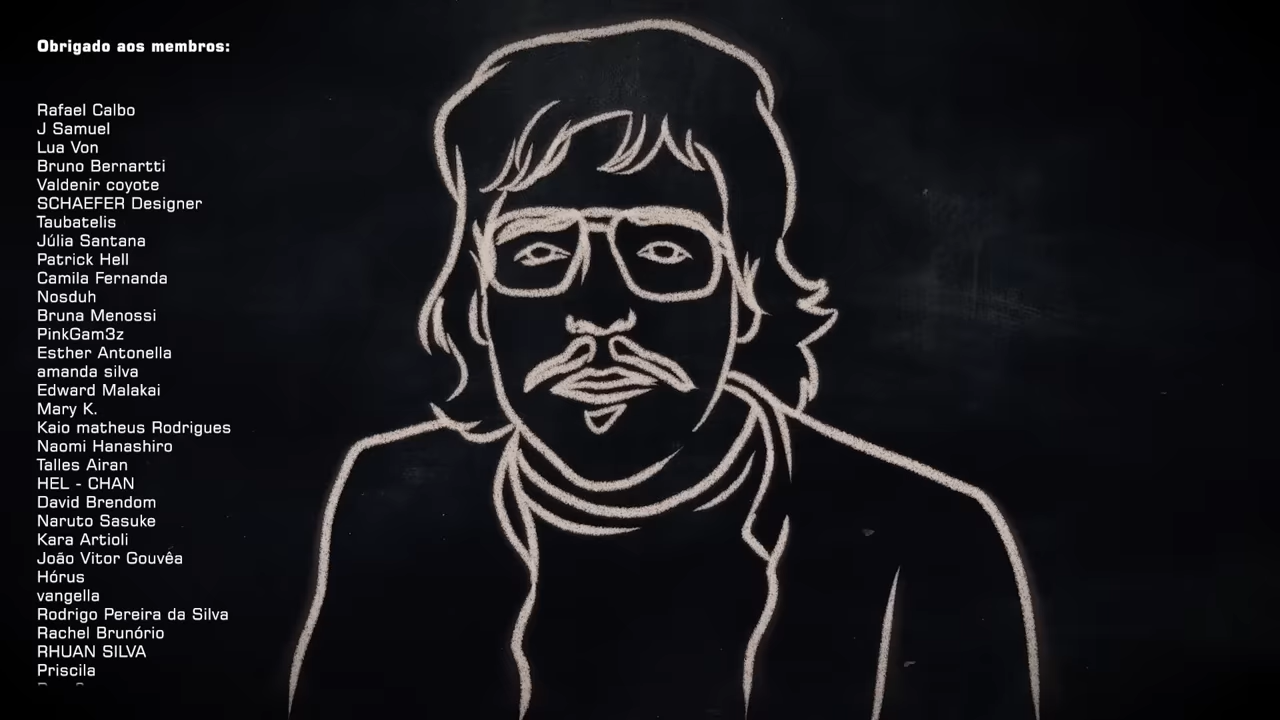 Obrigado aos membros:
Rafael Calbo
J Samuel
Lua Von
Bruno Bernartti
Valdenir coyote
SCHAEFER Designer
Taubatelis
Júlia Santana
Patrick Hell
Camila Fernanda
Nosduh
Bruna Menossi
PinkGam3z
Esther Antonella
amanda silva
Edward Malakai
Mary K.
Kaio matheus Rodrigues
Naomi Hanashiro
Talles Airan
HEL - CHAN
David Brendom
Naruto Sasuke
Kara Artioli
João Vitor Gouvêa
Hórus
vangella
Rodrigo Pereira da Silva
Rachel Brunório
RHUAN SILVA
Priscila